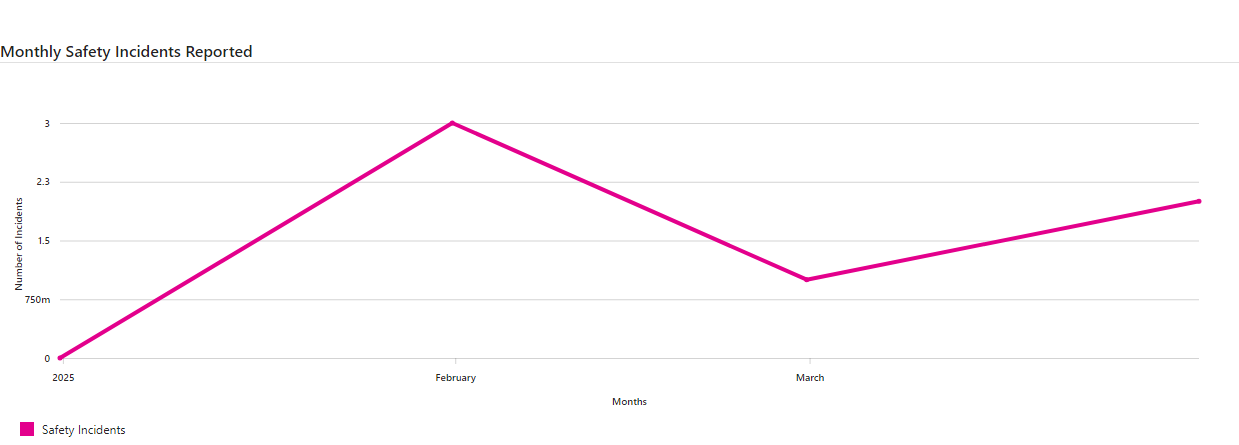 Monthly Safety Incidents Reported
3
2.3
1.5
750m
0
Number of Incidents
2025
February
March
Months
Safety Incidents